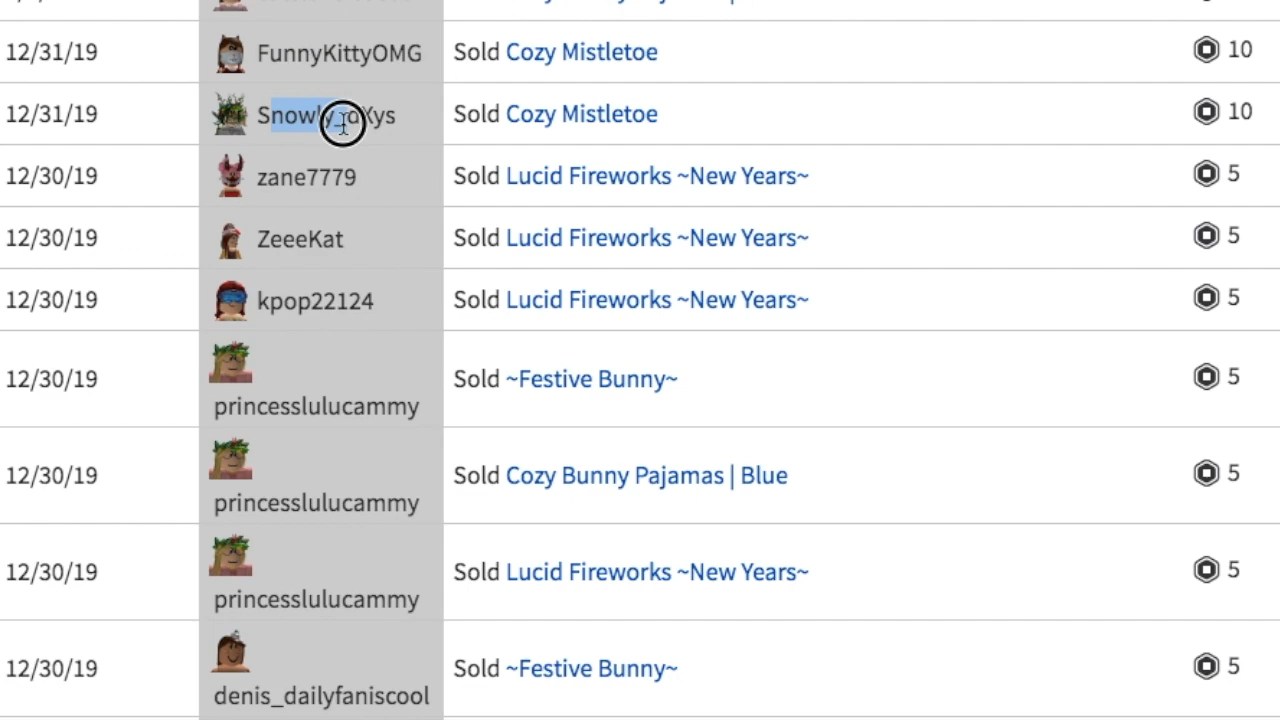 12/31/19 FunnyKittyOMG Sold Cozy Mistletoe 10
12/31/19 Sold Cozy Mistletoe 10
12/30/19 zane7779 Sold Lucid Fireworks ~New Years~ 5
12/30/19 ZeeeKat Sold Lucid Fireworks ~New Years~ 5
12/30/19 kpop22124 Sold Lucid Fireworks ~New Years~ 5
12/30/19 princesslulucammy Sold ~Festive Bunny~ 5
12/30/19 princesslulucammy Sold Cozy Bunny Pajamas | Blue 5
12/30/19 princesslulucammy Sold Lucid Fireworks ~New Years~ 5
12/30/19 denis_dailyfaniscool Sold ~Festive Bunny~ 5